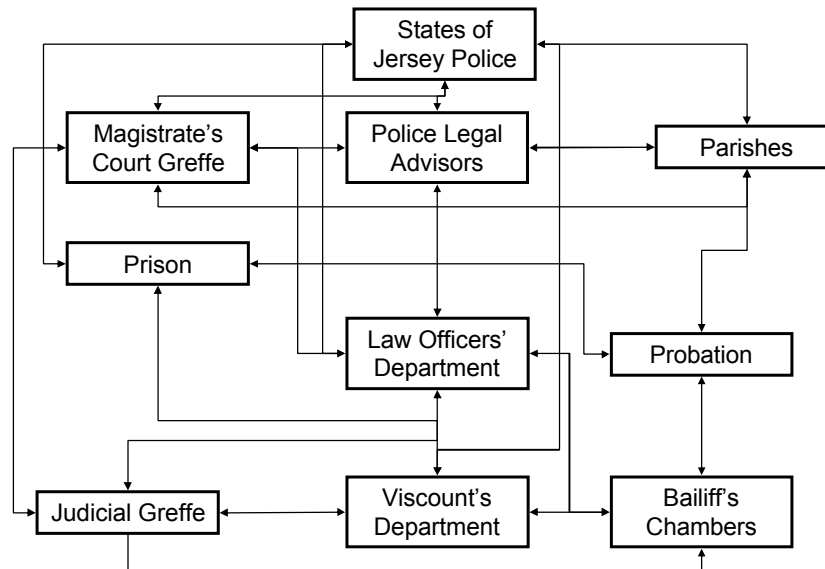 States of
Jersey Police
Magistrate’s
Court Greffe
Police Legal
Advisors
Parishes
Prison
Law Officers’
Department
Probation
Judicial Greffe
Viscount’s
Department
Bailiff’s
Chambers